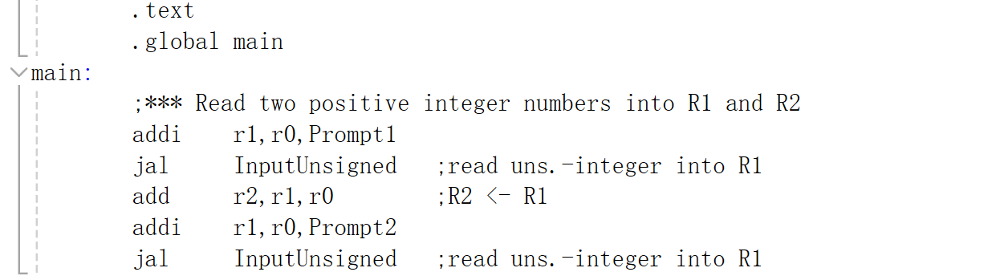 .text
.global main
main:
;*** Read two positive integer numbers into R1 and R2
addi r1,r0,Prompt1
jal InputUnsigned ;read uns.-integer into R1
add r2,r1,r0 ;R2 <- R1
addi r1,r0,Prompt2
jal InputUnsigned ;read uns.-integer into R1